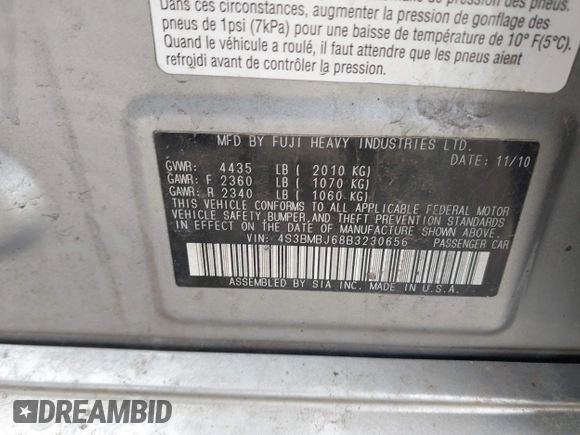 Dans ces circonstances, augmenter la pression de gonflage des
pneus de 1psi (7kPa) pour une baisse de température de 10° F(5°C).
Quand le véhicule a roulé, il faut attendre que les pneus aient
refroidi avant de contrôler la pression.
MFD BY FUJI HEAVY INDUSTRIES LTD.
DATE: 11/10
GVWR: 4435 LB ( 2010 KG)
GAWR: F 2360 LB ( 1070 KG)
GAWR: R 2340 LB ( 1060 KG)
THIS VEHICLE CONFORMS TO ALL APPLICABLE FEDERAL MOTOR
VEHICLE SAFETY,BUMPER,AND THEFT PREVENTION STANDARDS
IN EFFECT ON THE DATE OF MANUFACTURE SHOWN ABOVE.
VIN: 4S3BMBJ68B3230656 PASSENGER CAR
ASSEMBLED BY SIA INC. MADE IN U.S.A.
DREAMBID